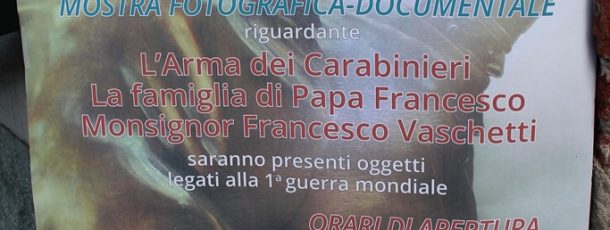 MOSTRA FOTOGRAFICA-DOCUMENTALE
riguardante
L'Arma dei Carabinieri
La famiglia di Papa Francesco
Monsignor Francesco Vaschetti
saranno presenti oggetti
legati alla 1ª guerra mondiale
ORARI DI APERTURA